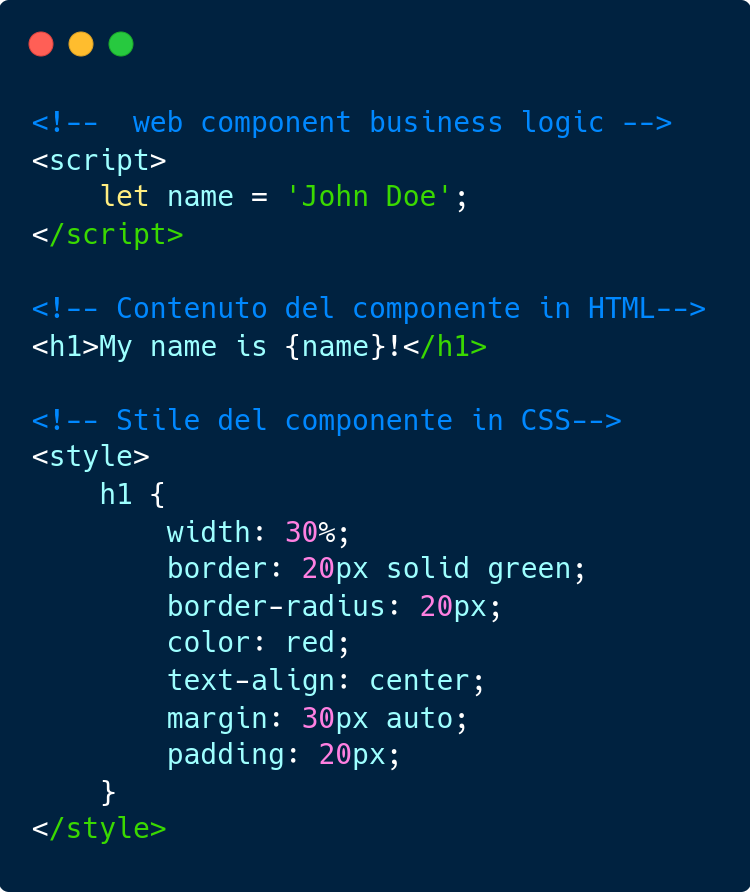 <!--  web component business logic -->
<script>
    let name = 'John Doe';
</script>

<!-- Contenuto del componente in HTML-->
<h1>My name is {name}!</h1>

<!-- Stile del componente in CSS-->
<style>
    h1 {
        width: 30%;
        border: 20px solid green;
        border-radius: 20px;
        color: red;
        text-align: center;
        margin: 30px auto;
        padding: 20px;
    }
</style>